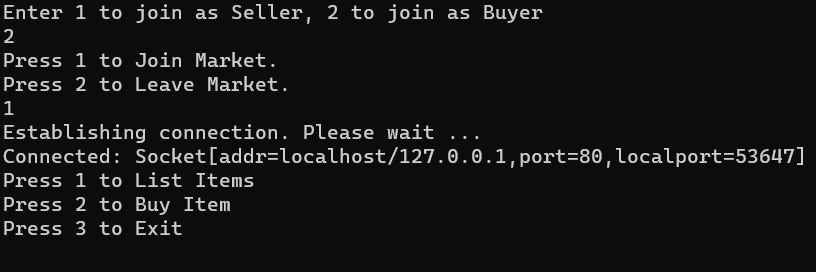 Enter 1 to join as Seller, 2 to join as Buyer
2
Press 1 to Join Market.
Press 2 to Leave Market.
1
Establishing connection. Please wait ...
Connected: Socket[addr=localhost/127.0.0.1,port=80,localport=53647]
Press 1 to List Items
Press 2 to Buy Item
Press 3 to Exit